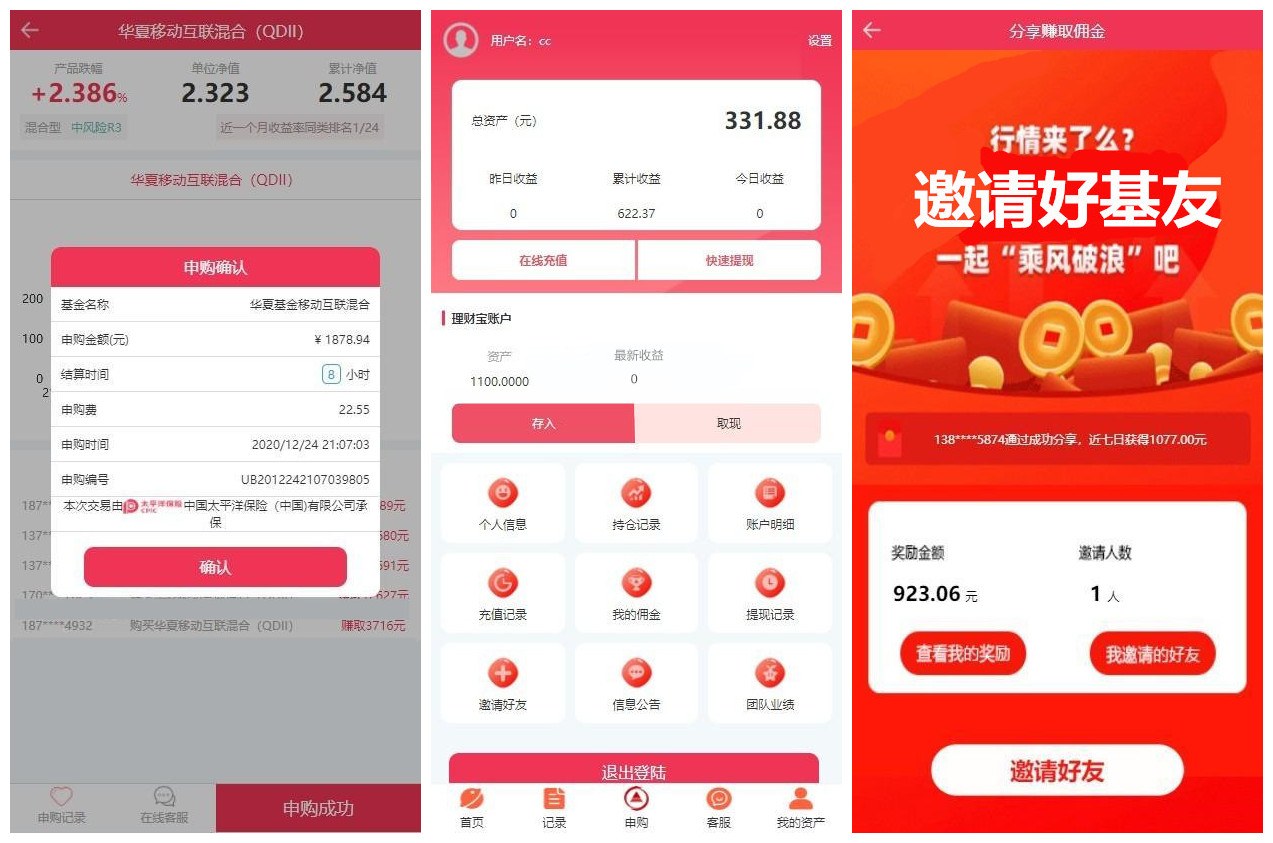 华夏移动互联混合（QDII）
产品跌幅
单位净值
累计净值
+2.386%
2.323
2.584
混合型 中风险R3
近一个月收益率同类排名1/24
华夏移动互联混合（QDII）
200
100
0
2
申购确认
基金名称
华夏基金移动互联混合
申购金额(元)
¥ 1878.94
结算时间
8 小时
申购费
22.55
申购时间
2020/12/24 21:07:03
申购编号
UB2012242107039805
本次交易由 太平洋保险 CPIC 中国太平洋保险（中国)有限公司承
保
确认
187**
89元
137**
580元
137**
591元
170**
627元
187****4932
购买华夏移动互联混合（QDII）
赚取3716元
申购记录
在线客服
申购成功
用户名：cc
设置
总资产（元）
331.88
昨日收益
累计收益
今日收益
0
622.37
0
在线充值
快速提现
理财宝账户
资产
最新收益
1100.0000
0
存入
取现
个人信息
持仓记录
账户明细
充值记录
我的佣金
提现记录
邀请好友
信息公告
团队业绩
退出登陆
首页
记录
申购
客服
我的资产
分享赚取佣金
行情来了么？
邀请好基友
一起“乘风破浪”吧
138****5874通过成功分享，近七日获得1077.00元
奖励金额
邀请人数
923.06 元
1 人
查看我的奖励
我邀请的好友
邀请好友